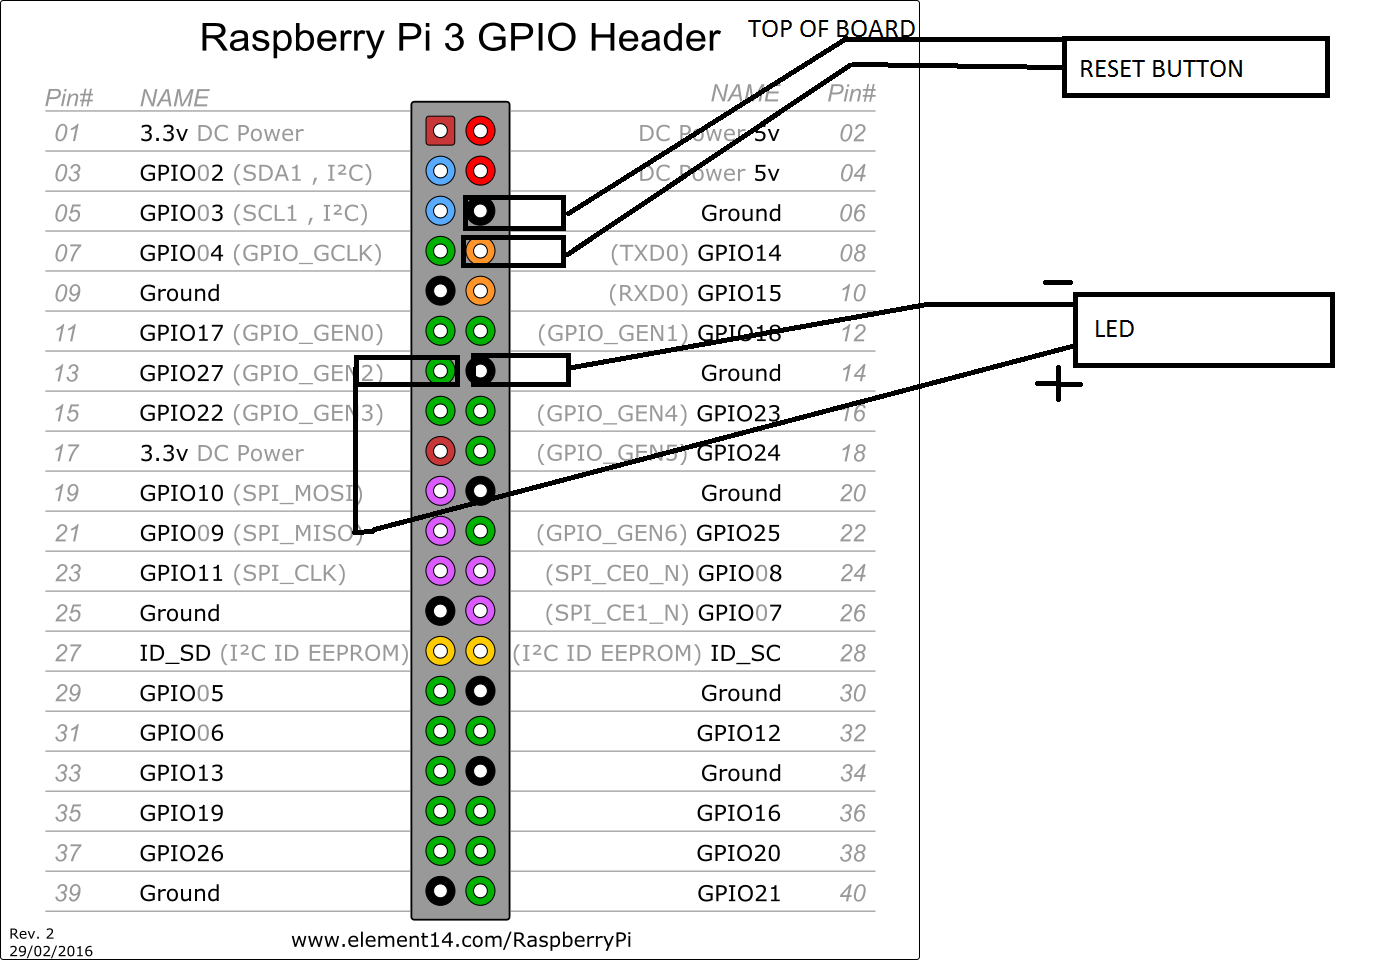 Raspberry Pi 3 GPIO Header
TOP OF BOARD
RESET BUTTON
Pin# NAME NAME Pin#
01 3.3v DC Power DC Power 5v 02
03 GPIO02 (SDA1 , I²C) DC Power 5v 04
05 GPIO03 (SCL1 , I²C) Ground 06
07 GPIO04 (GPIO_GCLK) (TXD0) GPIO14 08
09 Ground (RXD0) GPIO15 10
11 GPIO17 (GPIO_GEN0) (GPIO_GEN1) GPIO18 12
− LED +
13 GPIO27 (GPIO_GEN2) Ground 14
15 GPIO22 (GPIO_GEN3) (GPIO_GEN4) GPIO23 16
17 3.3v DC Power (GPIO_GEN5) GPIO24 18
19 GPIO10 (SPI_MOSI) Ground 20
21 GPIO09 (SPI_MISO) (GPIO_GEN6) GPIO25 22
23 GPIO11 (SPI_CLK) (SPI_CE0_N) GPIO08 24
25 Ground (SPI_CE1_N) GPIO07 26
27 ID_SD (I²C ID EEPROM) (I²C ID EEPROM) ID_SC 28
29 GPIO05 Ground 30
31 GPIO06 GPIO12 32
33 GPIO13 Ground 34
35 GPIO19 GPIO16 36
37 GPIO26 GPIO20 38
39 Ground GPIO21 40
Rev. 2
29/02/2016
www.element14.com/RaspberryPi